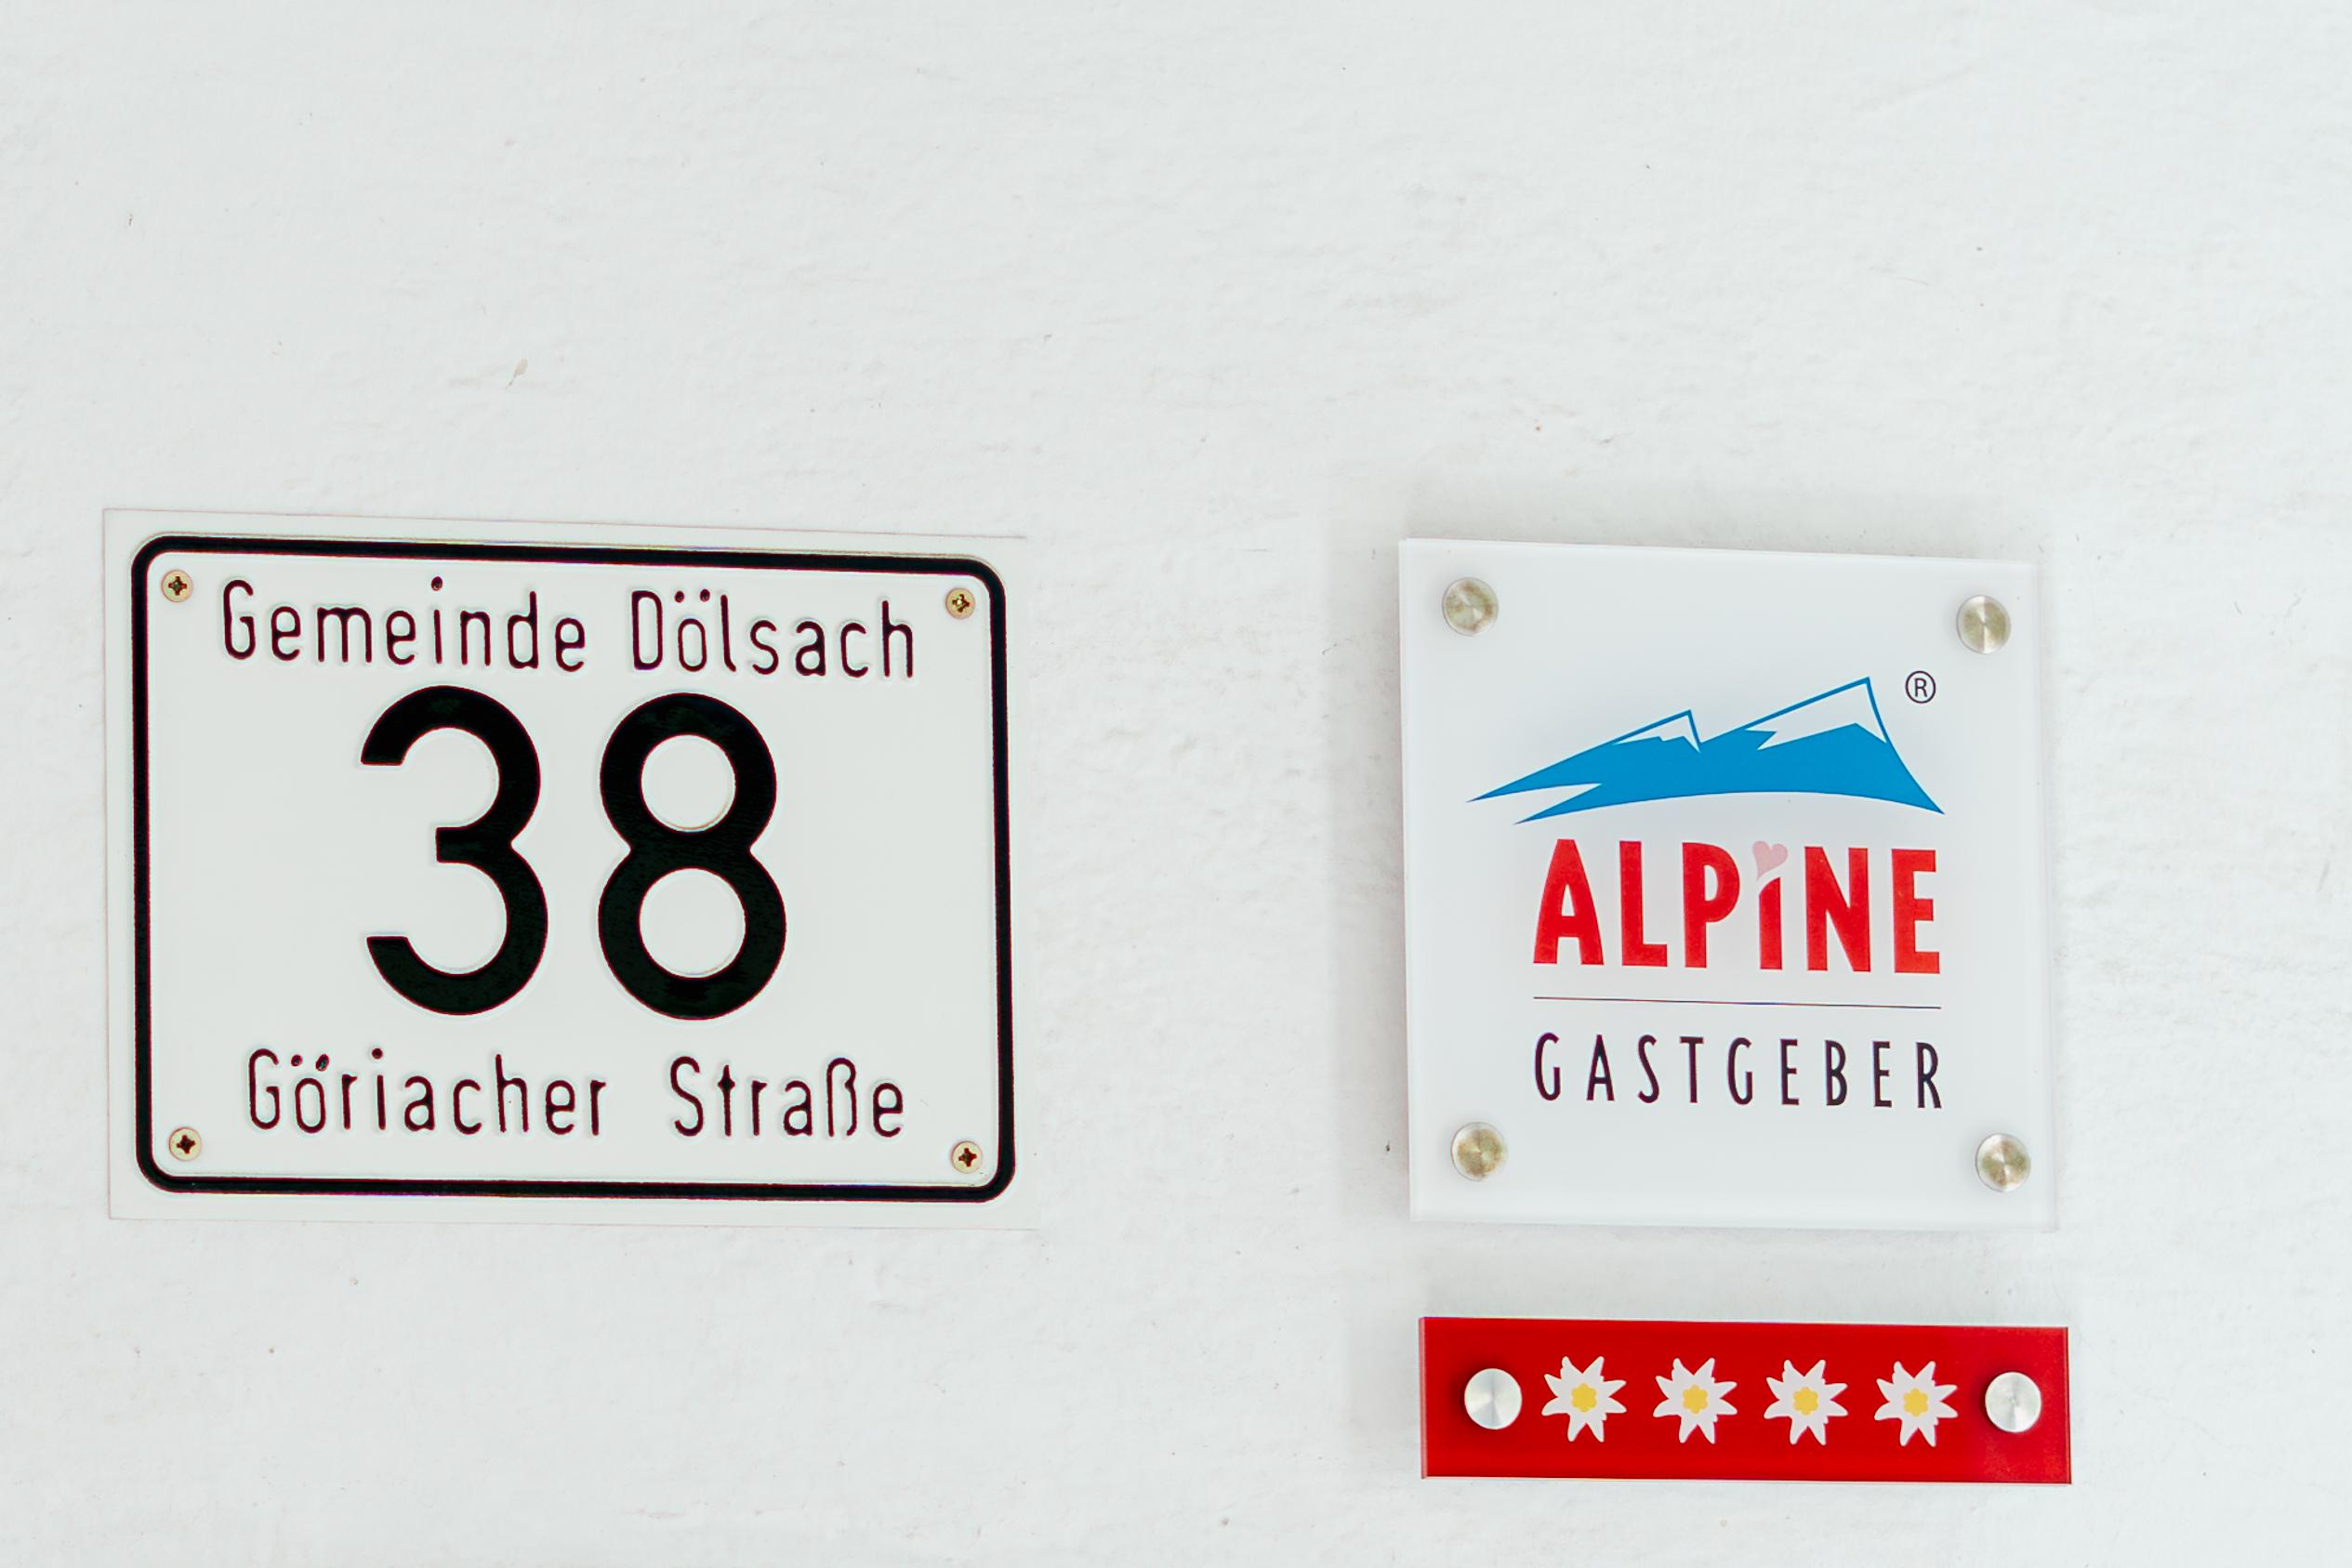 Gemeinde Dölsach
38
Göriacher Straße
®
ALPiNE
GASTGEBER